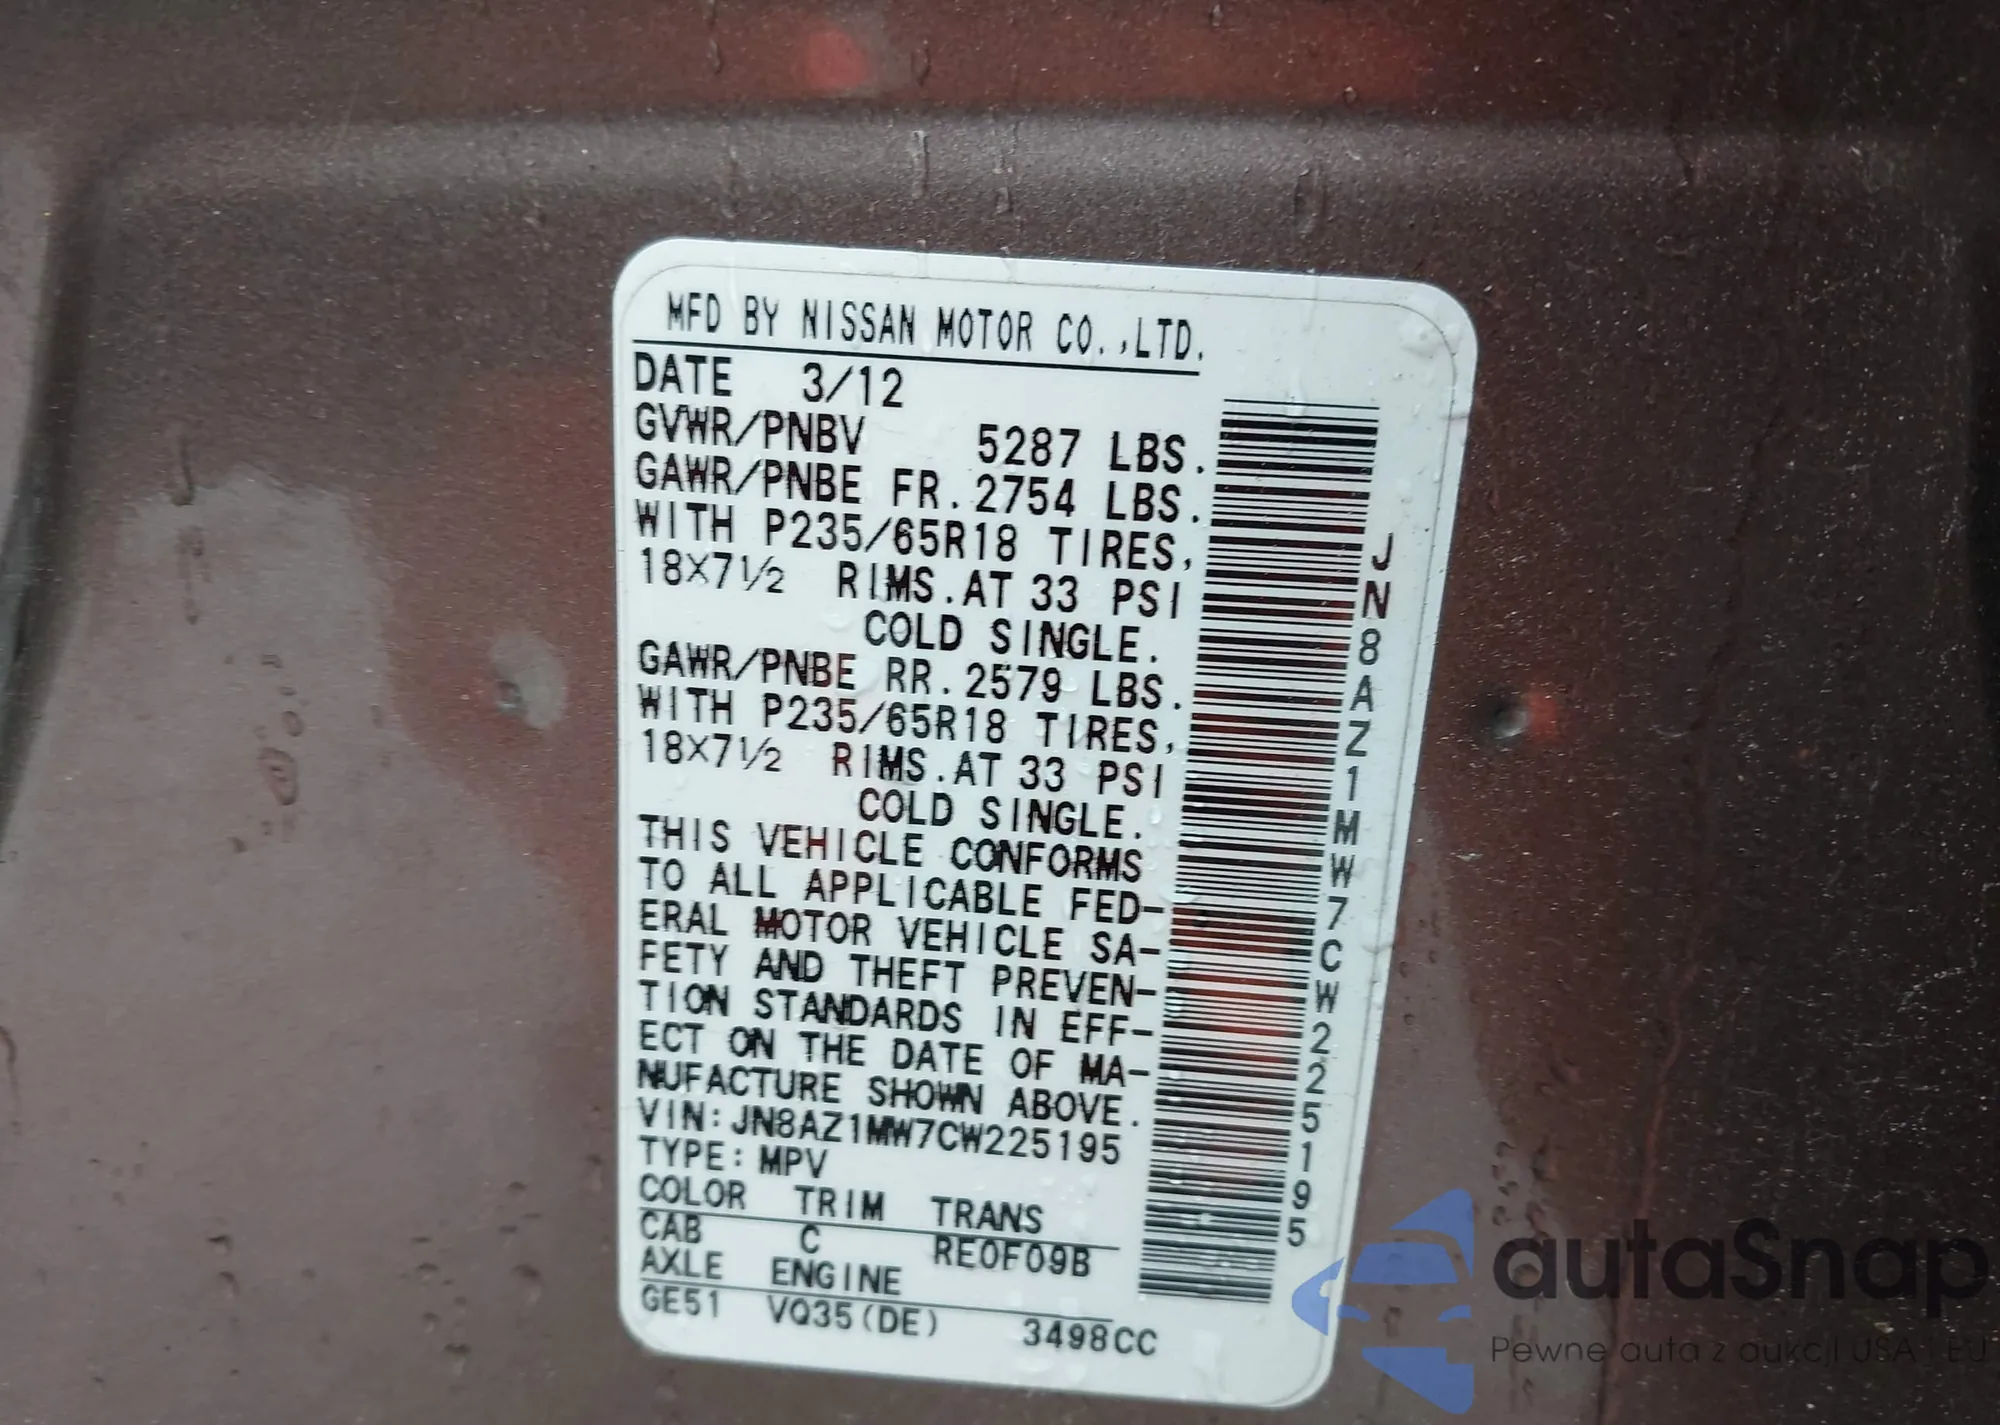 MFD BY NISSAN MOTOR CO.,LTD.
DATE 3/12
GVWR/PNBV 5287 LBS.
GAWR/PNBE FR.2754 LBS.
WITH P235/65R18 TIRES,
18X7½ RIMS.AT 33 PSI
COLD SINGLE.
GAWR/PNBE RR.2579 LBS.
WITH P235/65R18 TIRES,
18X7½ RIMS.AT 33 PSI
COLD SINGLE.
THIS VEHICLE CONFORMS
TO ALL APPLICABLE FED-
ERAL MOTOR VEHICLE SA-
FETY AND THEFT PREVEN-
TION STANDARDS IN EFF-
ECT ON THE DATE OF MA-
NUFACTURE SHOWN ABOVE.
VIN:JN8AZ1MW7CW225195
TYPE:MPV
COLOR TRIM TRANS
CAB C RE0F09B
AXLE ENGINE
GE51 VQ35(DE) 3498CC
JN8AZ1MW7CW225195
autaSnap
Pewne auta z aukcji USA i EU